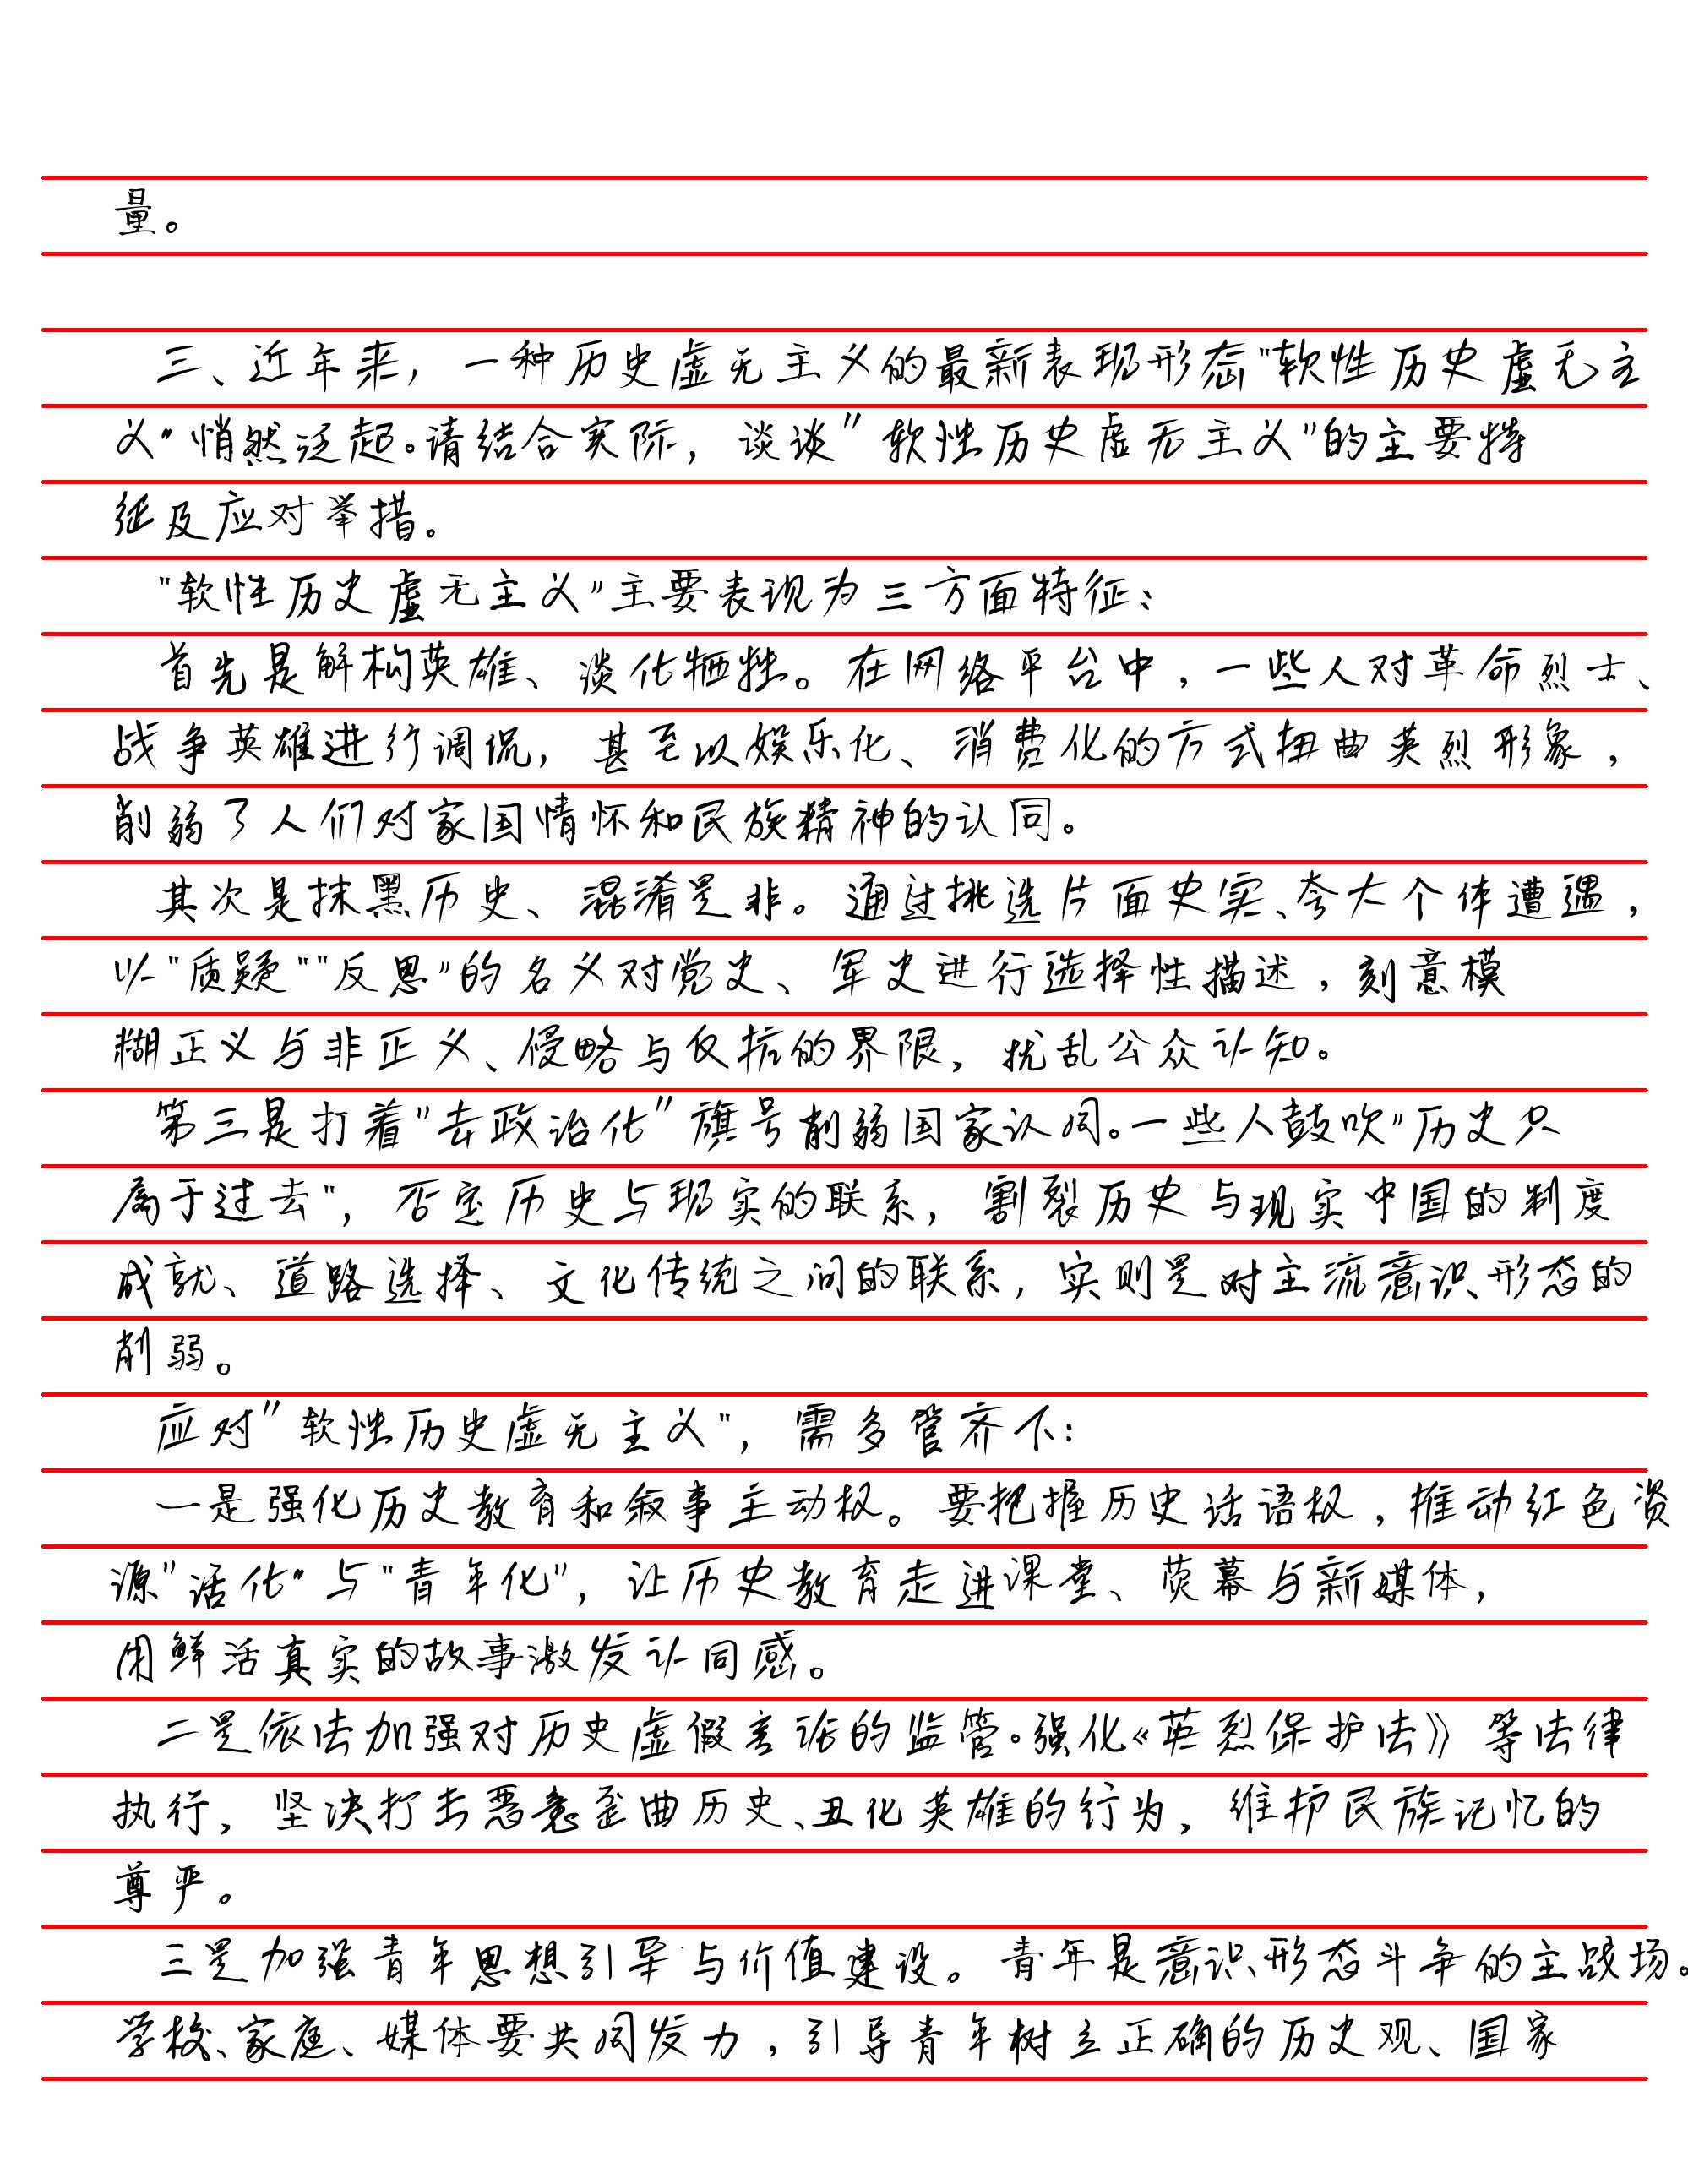 量。
三、近年来，一种历史虚无主义的最新表现形态"软性历史虚无主
义"悄然泛起。请结合实际，谈谈"软性历史虚无主义"的主要特
征及应对举措。
"软性历史虚无主义"主要表现为三方面特征：
首先是解构英雄、淡化牺牲。在网络平台中，一些人对革命烈士、
战争英雄进行调侃，甚至以娱乐化、消费化的方式扭曲英烈形象，
削弱了人们对家国情怀和民族精神的认同。
其次是抹黑历史、混淆是非。通过挑选片面史实、夸大个体遭遇，
以"质疑""反思"的名义对党史、军史进行选择性描述，刻意模
糊正义与非正义、侵略与反抗的界限，扰乱公众认知。
第三是打着"去政治化"旗号削弱国家认同。一些人鼓吹"历史只
属于过去"，否定历史与现实的联系，割裂历史与现实中国的制度
成就、道路选择、文化传统之间的联系，实则是对主流意识形态的
削弱。
应对"软性历史虚无主义"，需多管齐下：
一是强化历史教育和叙事主动权。要把握历史话语权，推动红色资
源"活化"与"青年化"，让历史教育走进课堂、荧幕与新媒体，
用鲜活真实的故事激发认同感。
二是依法加强对历史虚假言论的监管。强化《英烈保护法》等法律
执行，坚决打击恶意歪曲历史、丑化英雄的行为，维护民族记忆的
尊严。
三是加强青年思想引导与价值建设。青年是意识形态斗争的主战场。
学校、家庭、媒体要共同发力，引导青年树立正确的历史观、国家